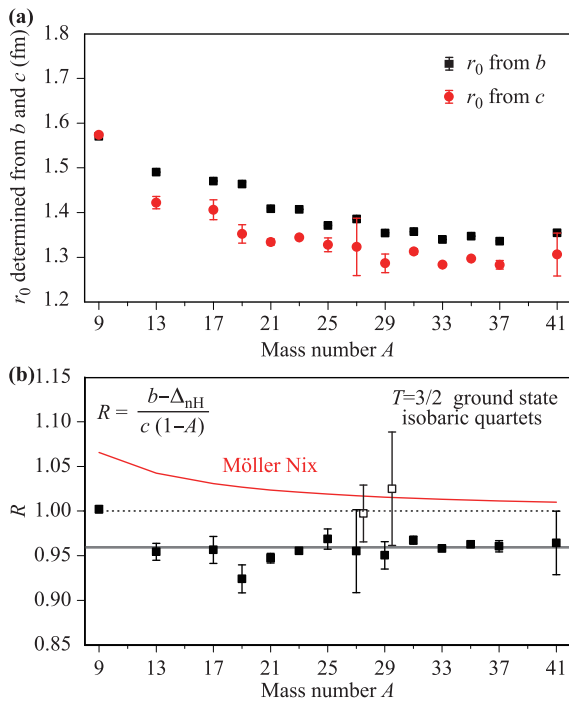 (a)
r₀ determined from b and c (fm)
1.8
1.7
1.6
1.5
1.4
1.3
1.2
r₀ from b
r₀ from c
9 13 17 21 25 29 33 37 41
Mass number A
(b)
R
1.15
1.10
1.05
1.00
0.95
0.90
0.85
R = b−Δ_nH / c (1−A)
T=3/2 ground state
isobaric quartets
Möller Nix
9 13 17 21 25 29 33 37 41
Mass number A